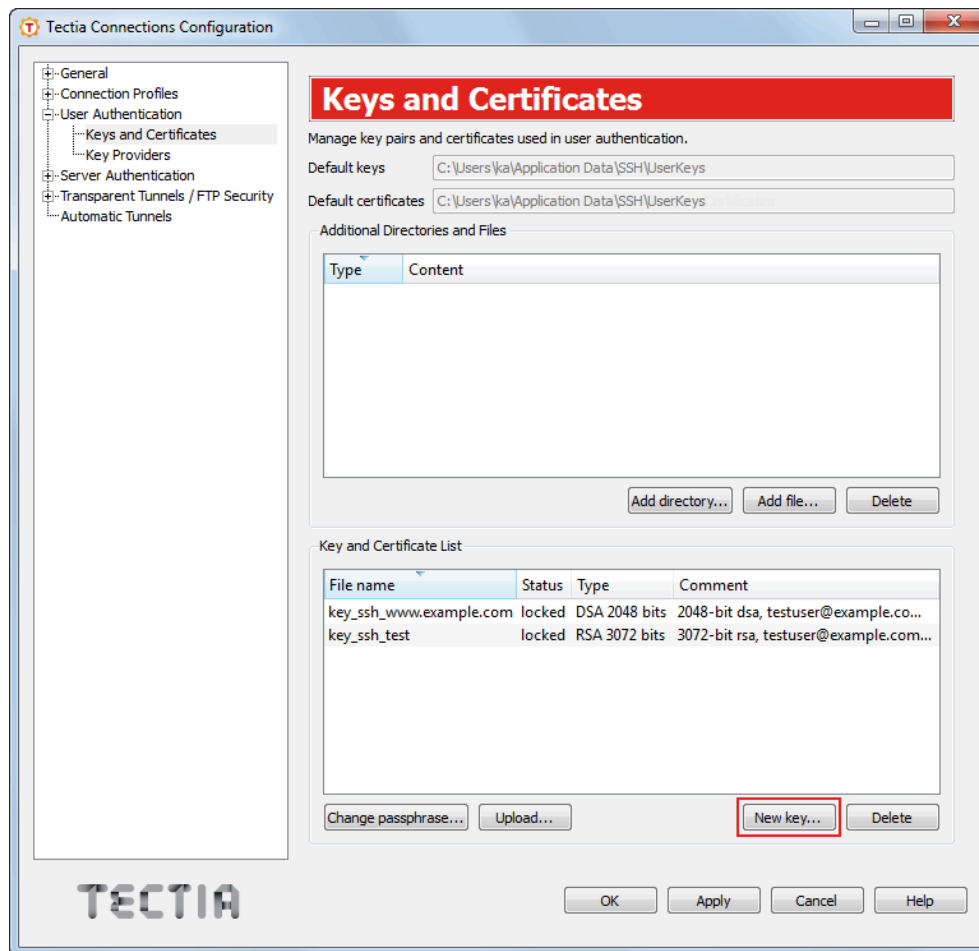 Tectia Connections Configuration
General
Connection Profiles
User Authentication
Keys and Certificates
Key Providers
Server Authentication
Transparent Tunnels / FTP Security
Automatic Tunnels
Keys and Certificates
Manage key pairs and certificates used in user authentication.
Default keys C:\Users\ka\Application Data\SSH\UserKeys
Default certificates C:\Users\ka\Application Data\SSH\UserKeys
Additional Directories and Files
Type Content
Add directory... Add file... Delete
Key and Certificate List
File name Status Type Comment
key_ssh_www.example.com locked DSA 2048 bits 2048-bit dsa, testuser@example.co...
key_ssh_test locked RSA 3072 bits 3072-bit rsa, testuser@example.com...
Change passphrase... Upload... New key... Delete
TECTIA
OK Apply Cancel Help